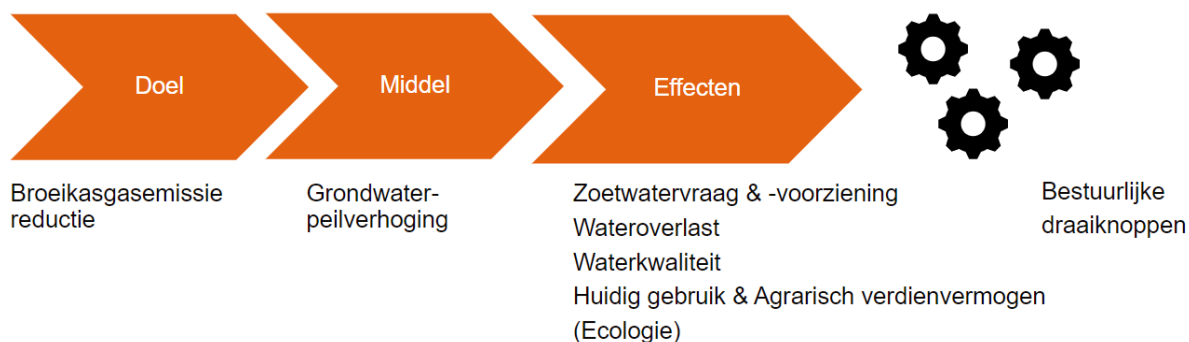 Doel
Middel
Effecten
Broeikasgasemissie
reductie
Grondwater-
peilverhoging
Zoetwatervraag & -voorziening
Wateroverlast
Waterkwaliteit
Huidig gebruik & Agrarisch verdienvermogen
(Ecologie)
Bestuurlijke
draaiknoppen